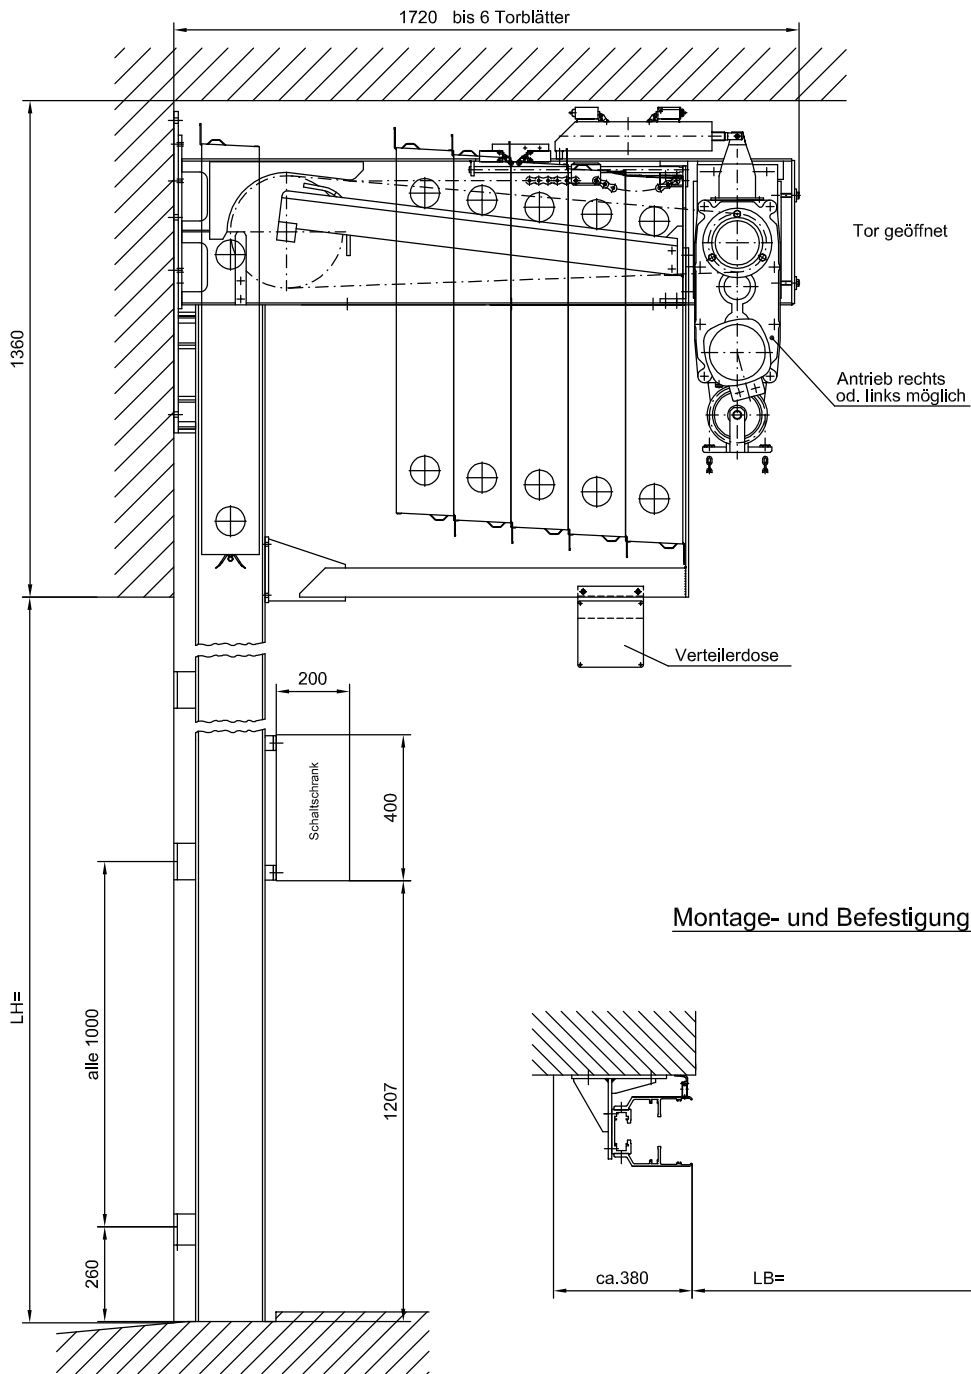 1720 bis 6 Torblätter
Tor geöffnet
1360
Antrieb rechts
od. links möglich
Verteilerdose
200
Schaltschrank
400
Montage- und Befestigung
LH=
alle 1000
1207
260
ca.380
LB=